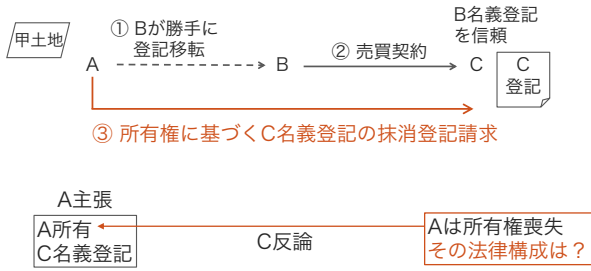 甲土地
① Bが勝手に
登記移転
A
B
② 売買契約
B名義登記
を信頼
C
C
登記
③ 所有権に基づくC名義登記の抹消登記請求
A主張
A所有
C名義登記
C反論
Aは所有権喪失
その法律構成は？